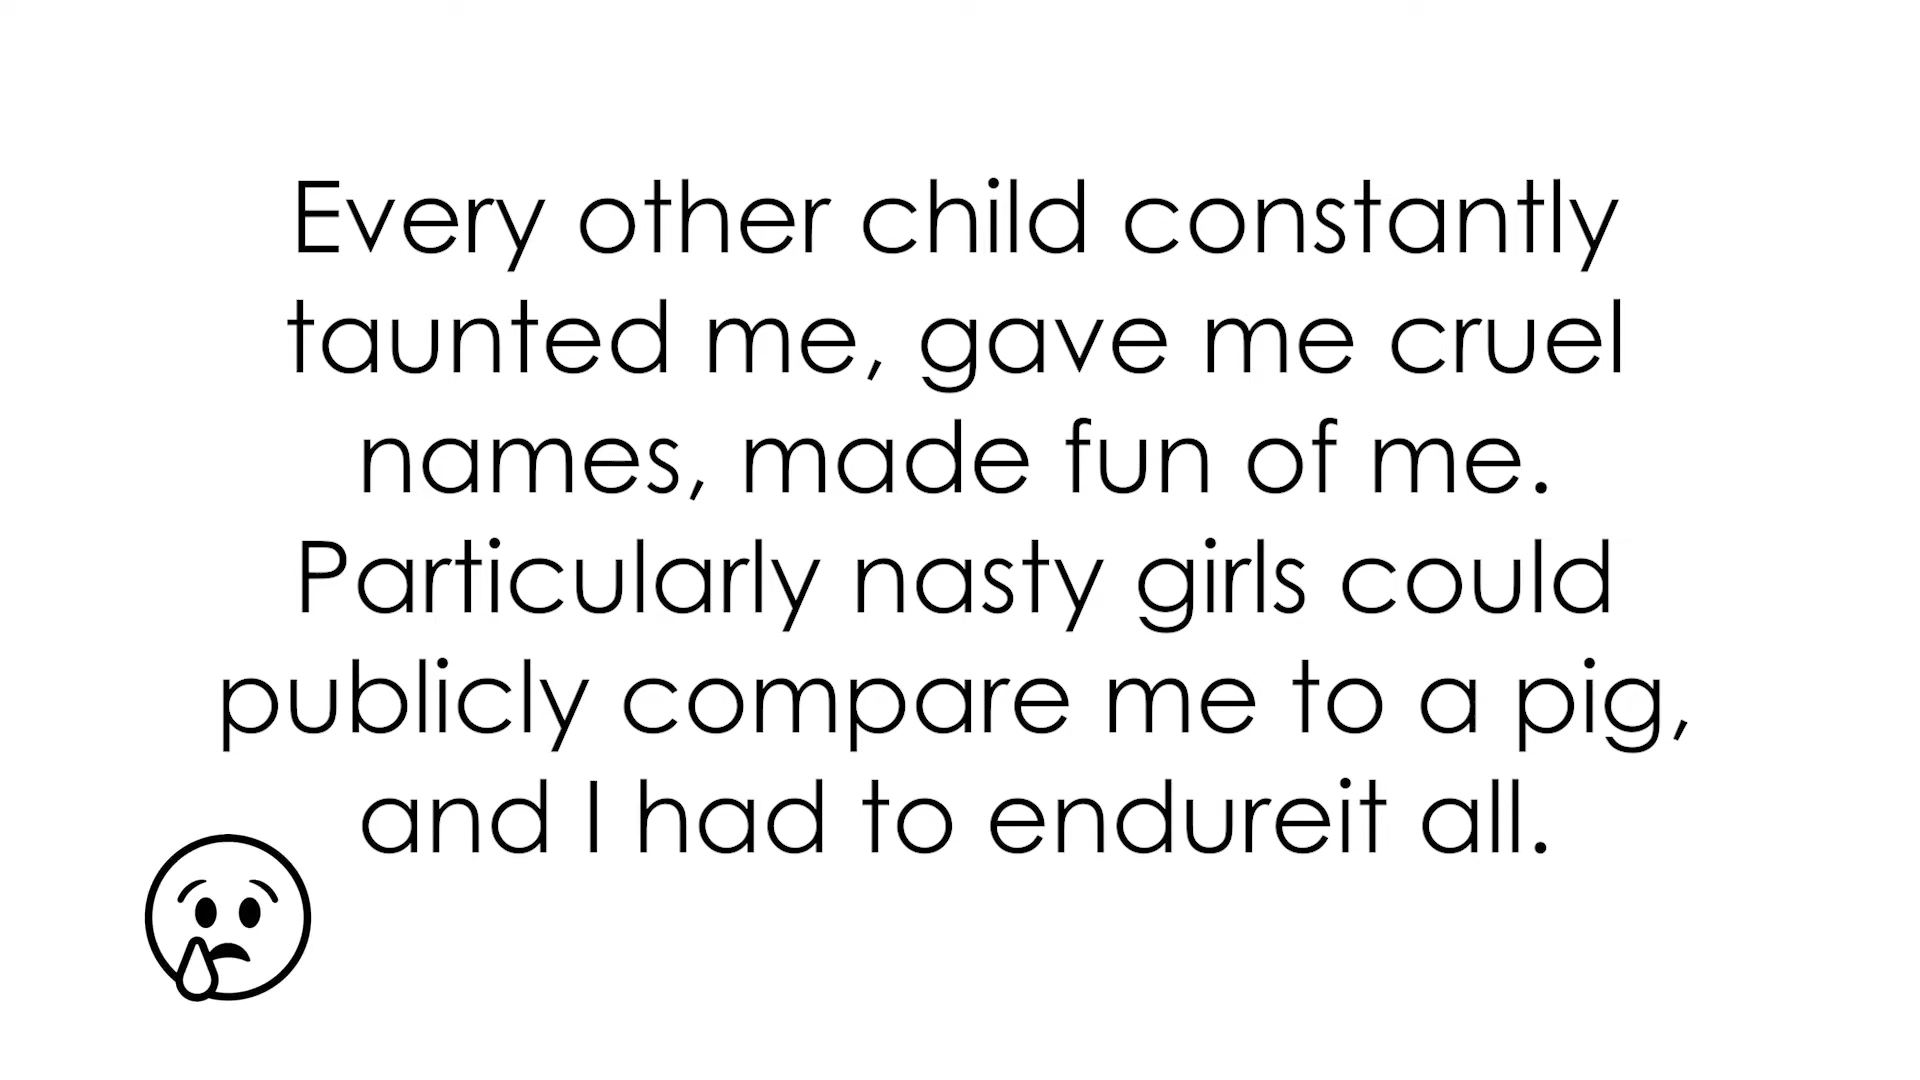 Every other child constantly
taunted me, gave me cruel
names, made fun of me.
Particularly nasty girls could
publicly compare me to a pig,
and I had to endureit all.